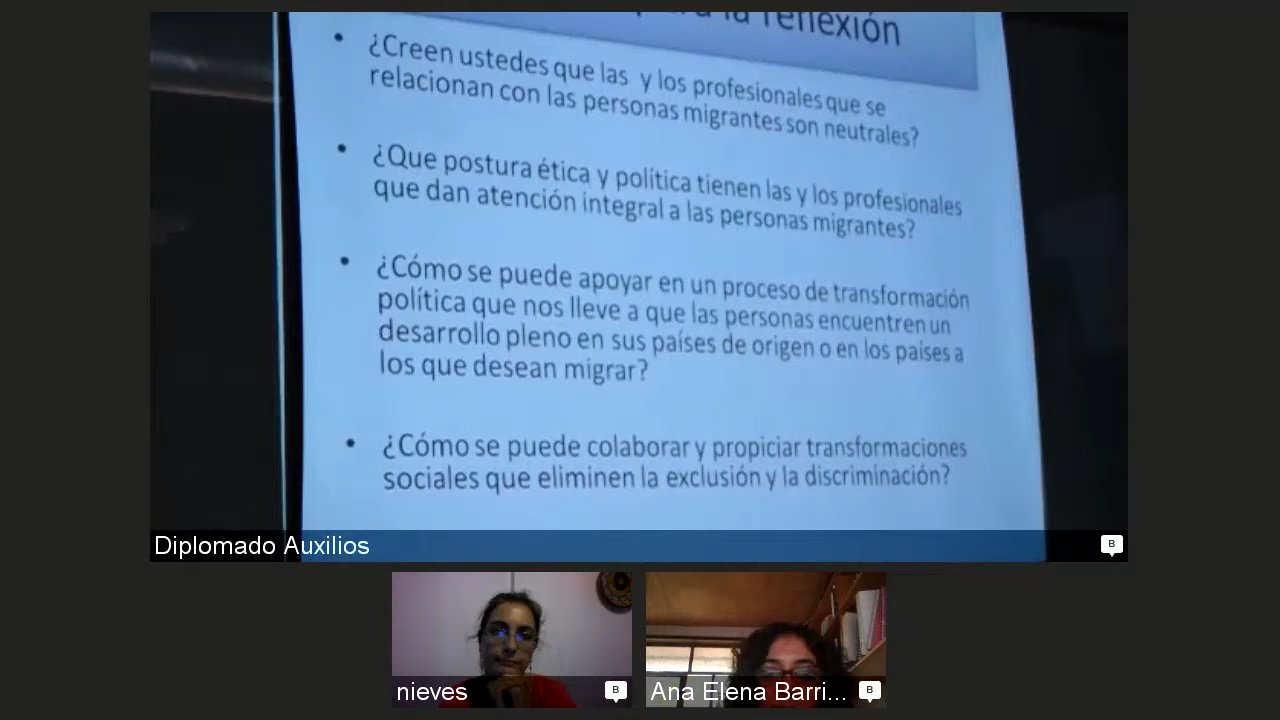 la reflexión
• ¿Creen ustedes que las y los profesionales que se
relacionan con las personas migrantes son neutrales?
• ¿Que postura ética y política tienen las y los profesionales
que dan atención integral a las personas migrantes?
• ¿Cómo se puede apoyar en un proceso de transformación
política que nos lleve a que las personas encuentren un
desarrollo pleno en sus países de origen o en los países a
los que desean migrar?
• ¿Cómo se puede colaborar y propiciar transformaciones
sociales que eliminen la exclusión y la discriminación?
Diplomado Auxilios
B
nieves
B
Ana Elena Barri...
B